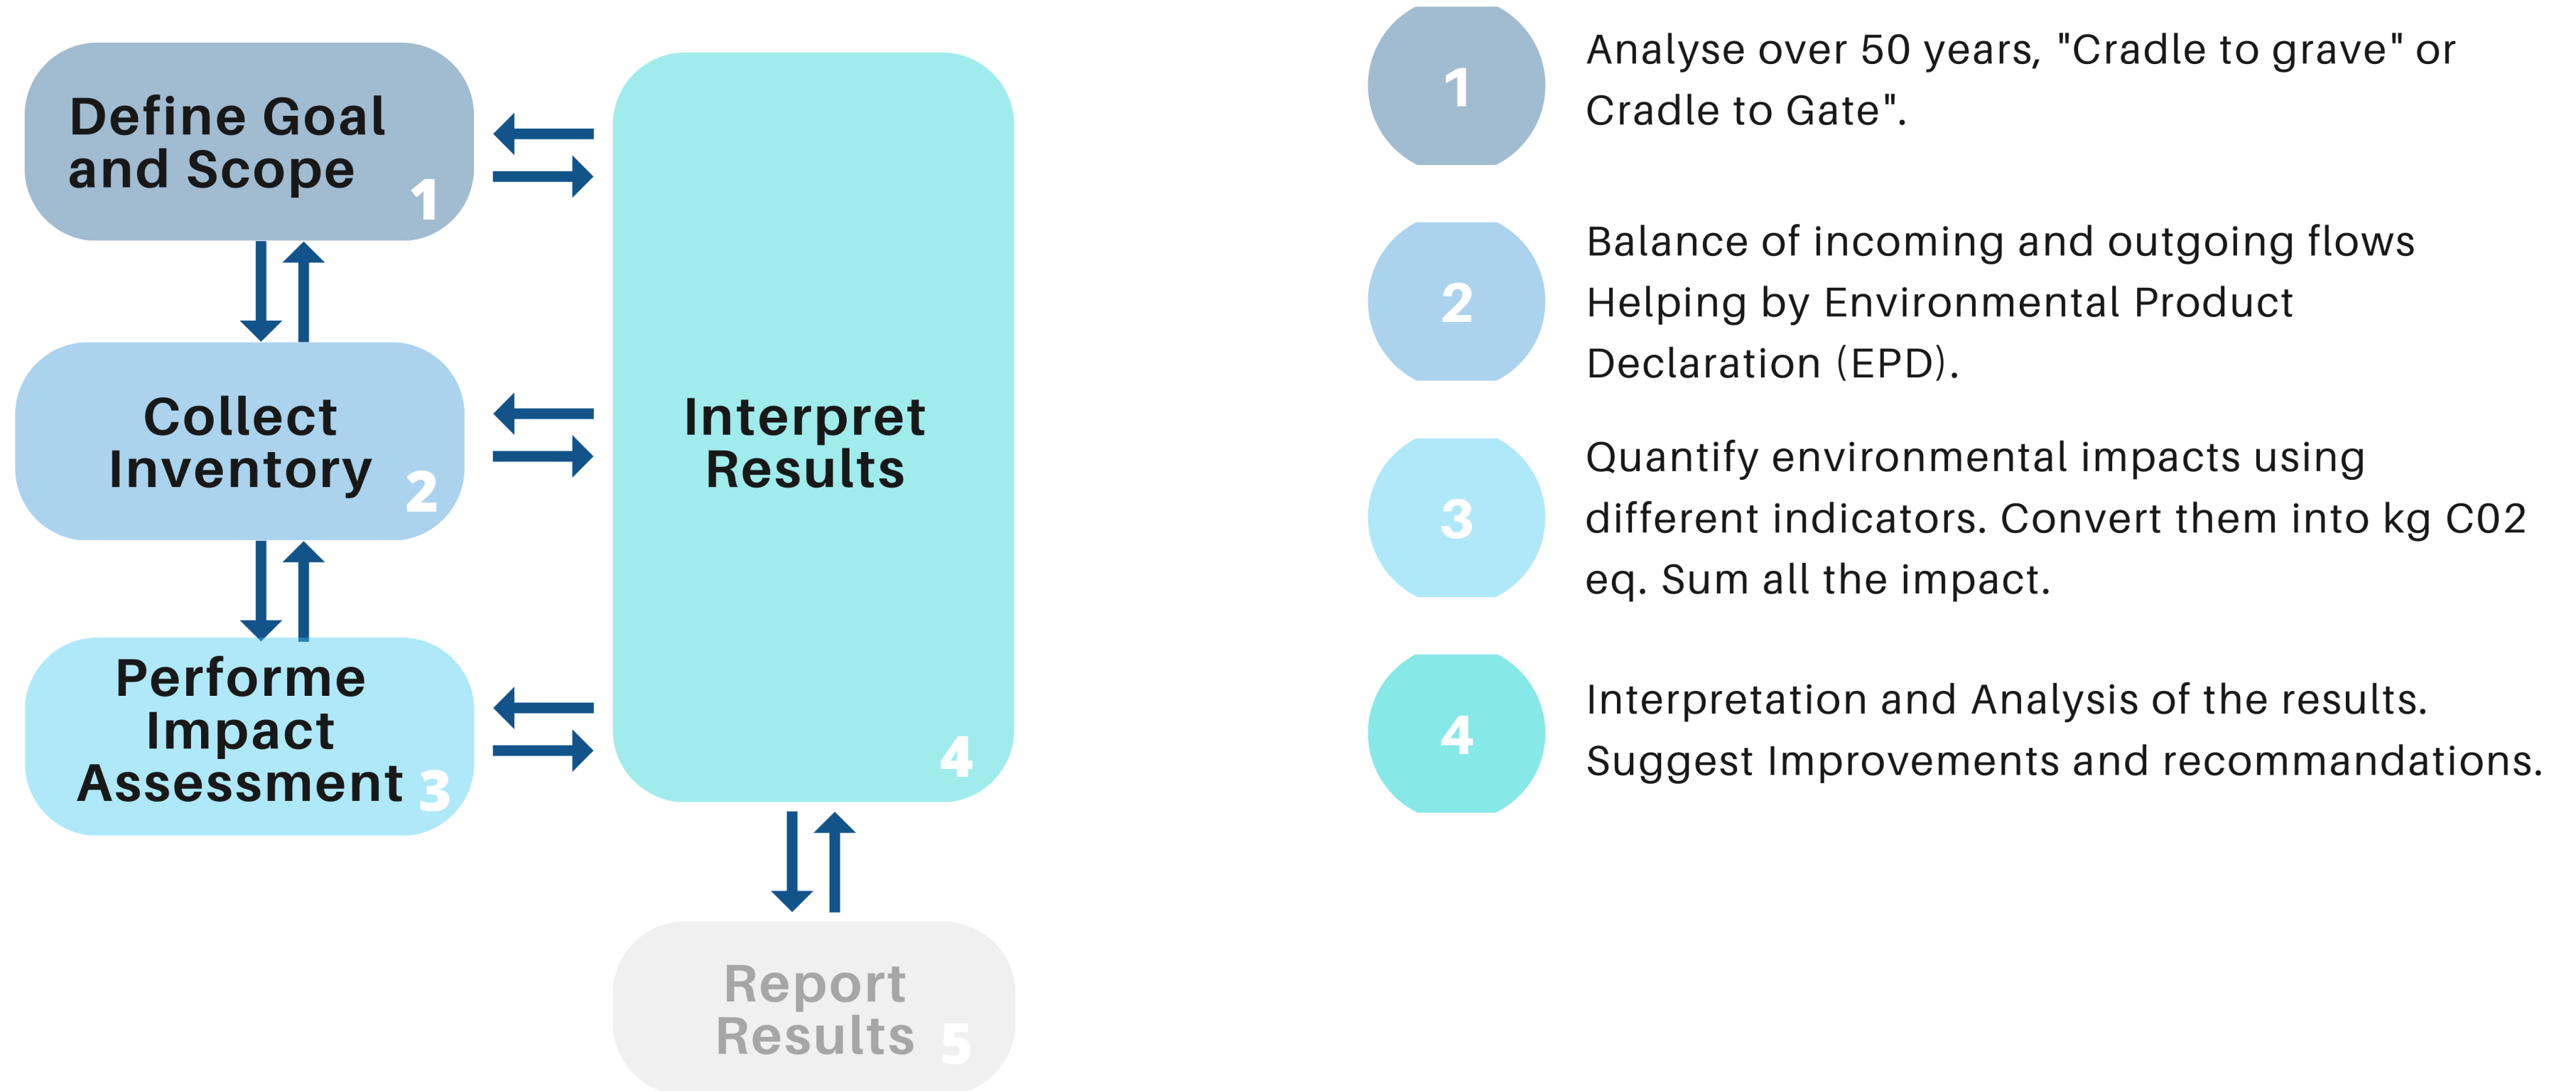 Define Goal
and Scope
1
Collect
Inventory
2
Performe
Impact
Assessment
3
Interpret
Results
4
Report
Results
5
1
Analyse over 50 years, "Cradle to grave" or
Cradle to Gate".
2
Balance of incoming and outgoing flows
Helping by Environmental Product
Declaration (EPD).
3
Quantify environmental impacts using
different indicators. Convert them into kg C02
eq. Sum all the impact.
4
Interpretation and Analysis of the results.
Suggest Improvements and recommandations.